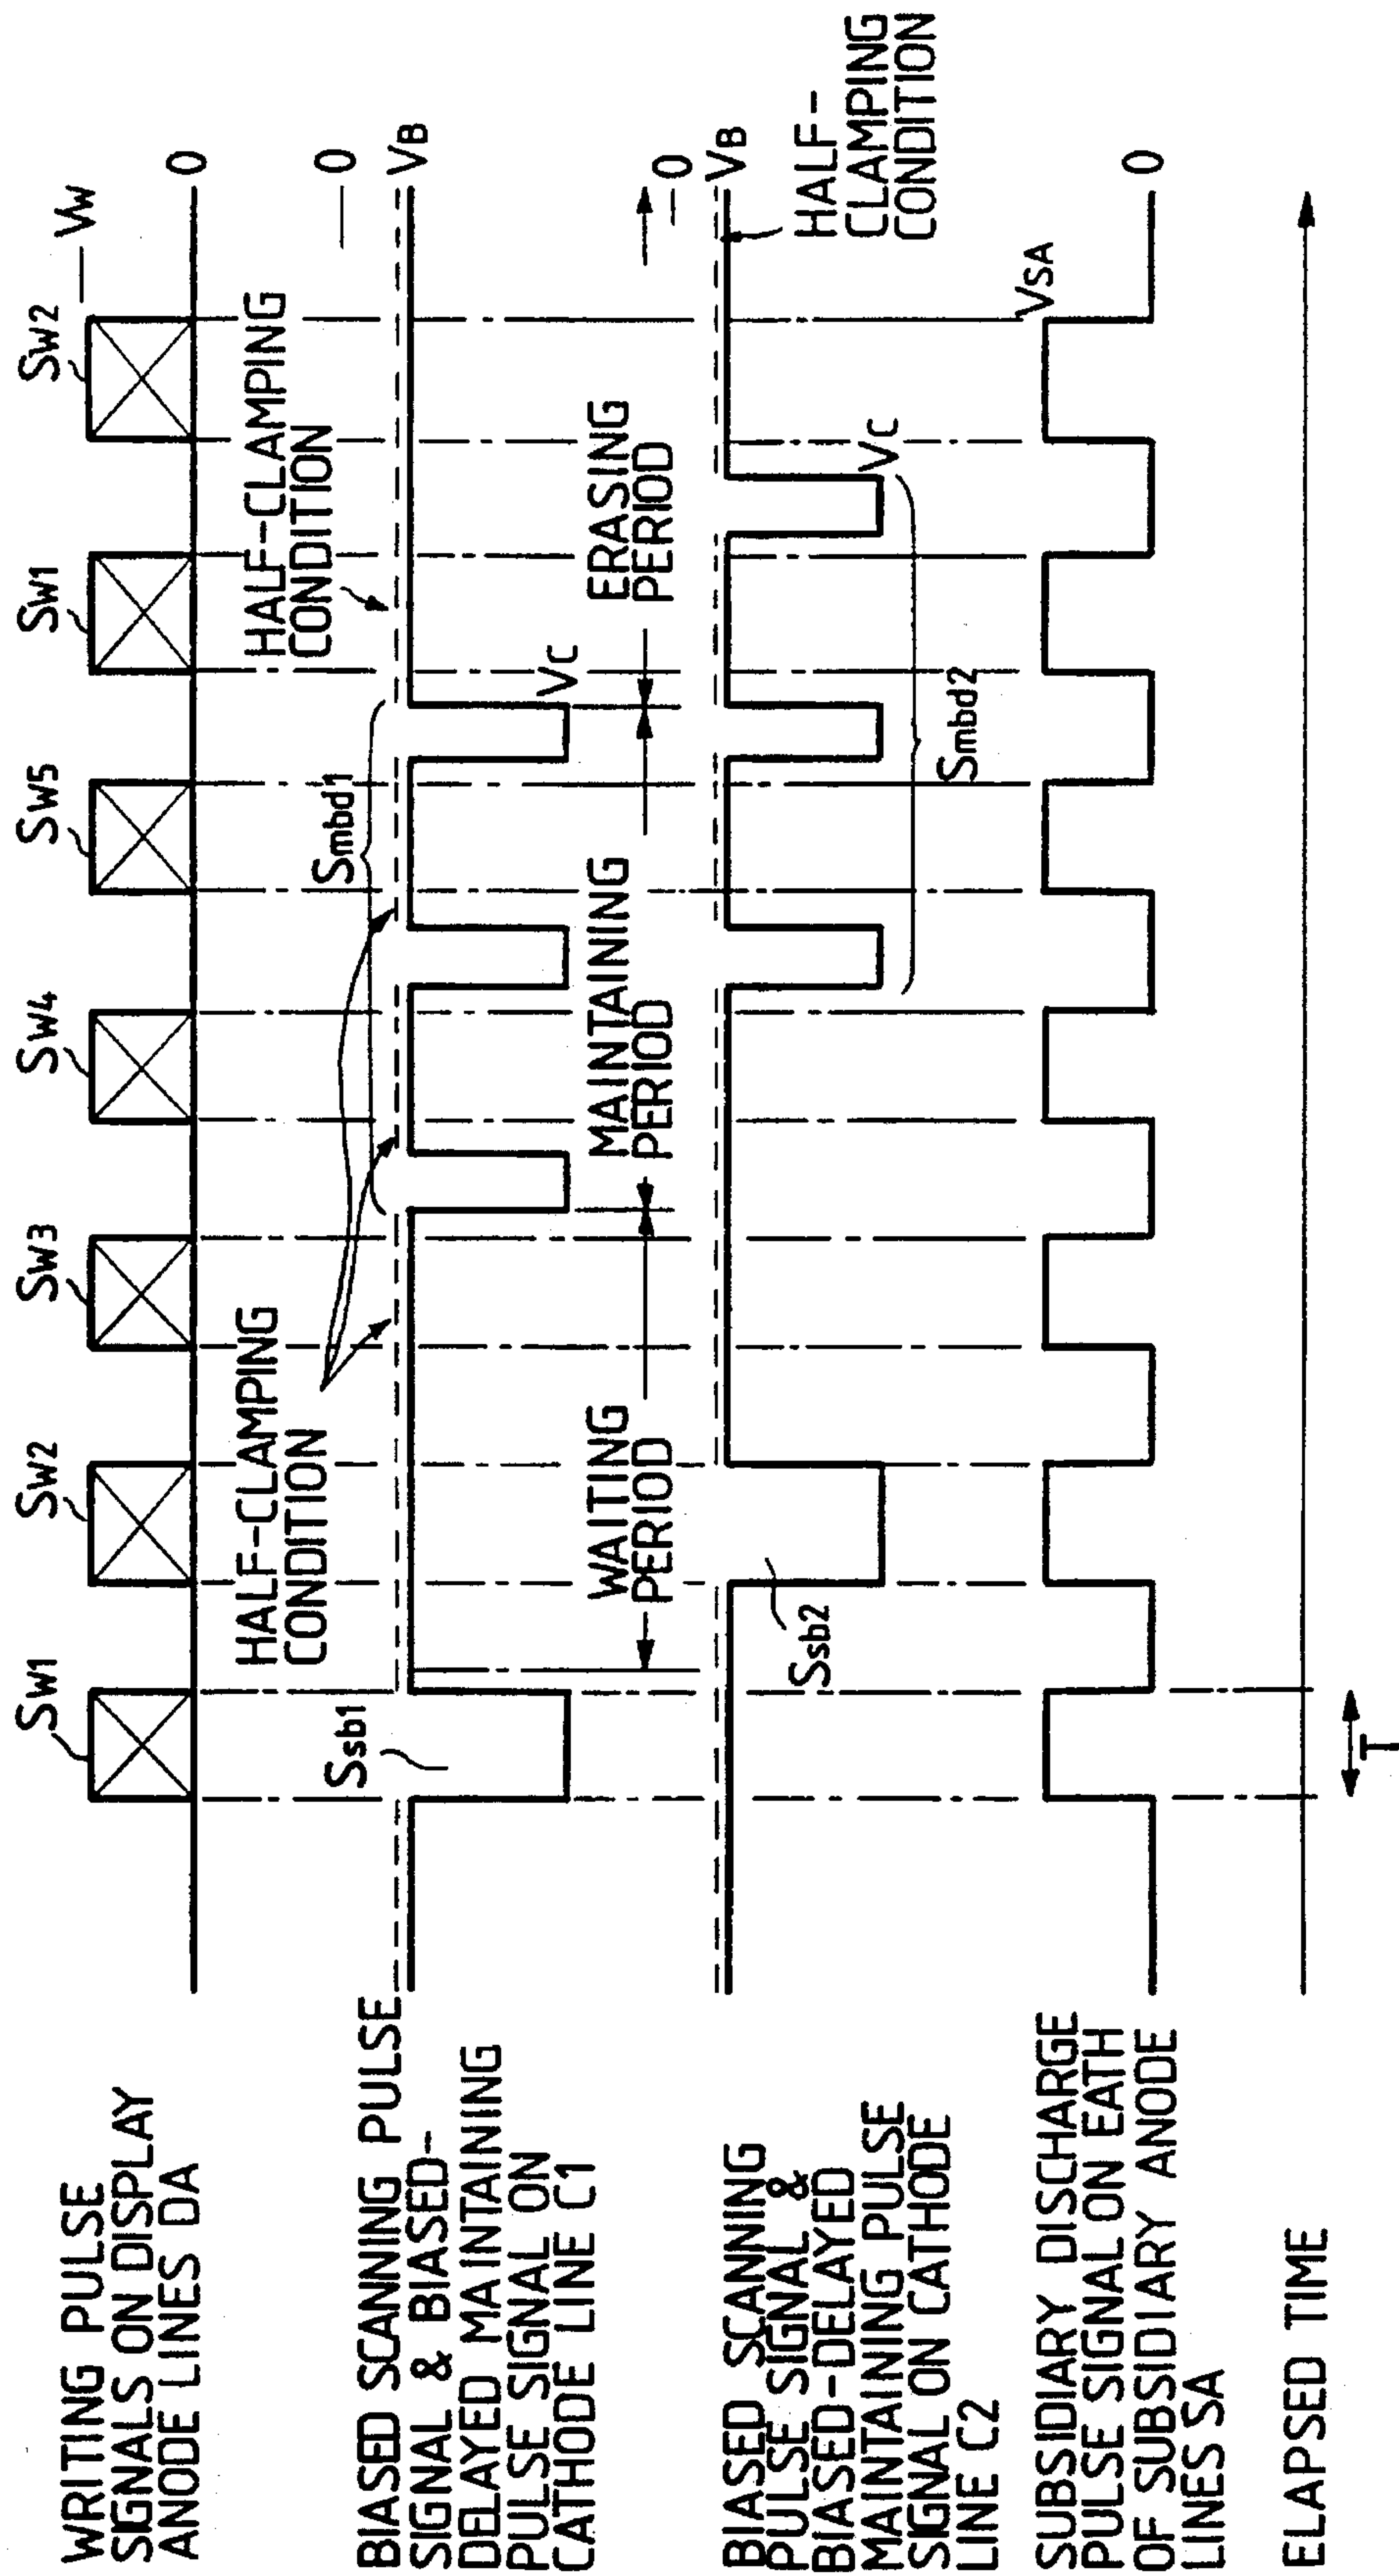 WRITING PULSE
SIGNALS ON DISPLAY
ANODE LINES DA
SW1
SW2
SW3
SW4
SW5
SW1
SW2
VW
0
BIASED SCANNING PULSE
SIGNAL & BIASED-
DELAYED MAINTAINING
PULSE SIGNAL ON
CATHODE LINE C1
Ssb1
HALF-CLAMPING
CONDITION
Smbd1
VC
HALF-CLAMPING
CONDITION
0
VB
WAITING
PERIOD
MAINTAINING
PERIOD
ERASING
PERIOD
BIASED SCANNING
PULSE SIGNAL &
BIASED-DELAYED
MAINTAINING PULSE
SIGNAL ON CATHODE
LINE C2
Ssb2
Smbd2
VC
0
VB
HALF-
CLAMPING
CONDITION
SUBSIDIARY DISCHARGE
PULSE SIGNAL ON EATH
OF SUBSIDIARY ANODE
LINES SA
VSA
0
ELAPSED TIME
T